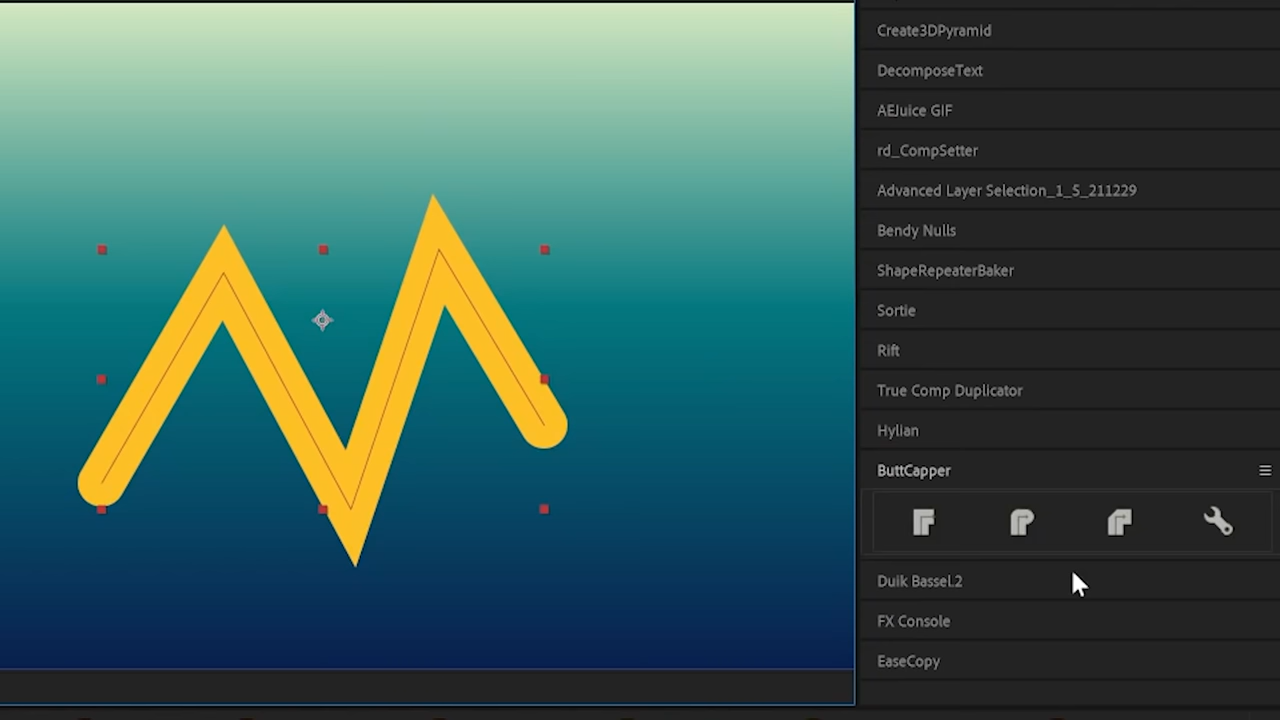 Create3DPyramid
DecomposeText
AEJuice GIF
rd_CompSetter
Advanced Layer Selection_1_5_211229
Bendy Nulls
ShapeRepeaterBaker
Sortie
Rift
True Comp Duplicator
Hylian
ButtCapper
Duik Bassel.2
FX Console
EaseCopy